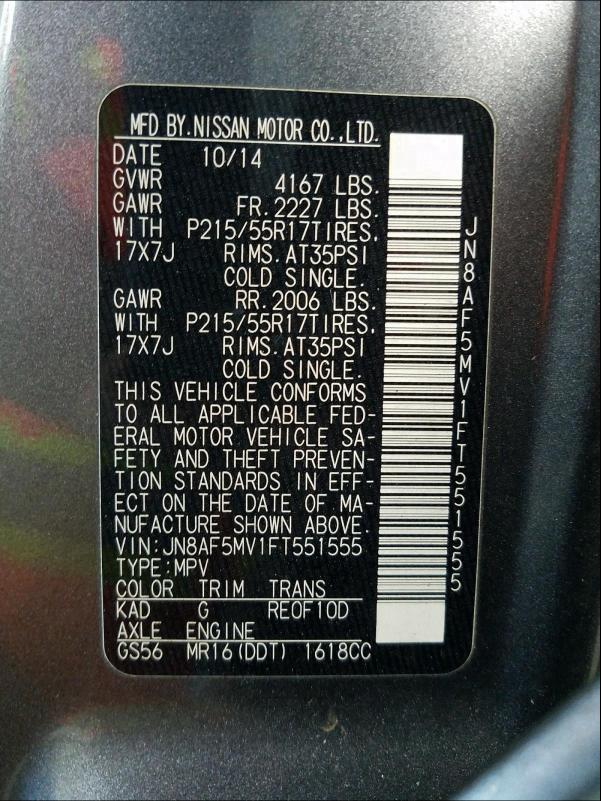 MFD BY. NISSAN MOTOR CO., LTD.
DATE 10/14
GVWR 4167 LBS.
GAWR FR. 2227 LBS.
WITH P215/55R17TIRES,
17X7J RIMS. AT35PSI
COLD SINGLE.
GAWR RR. 2006 LBS.
WITH P215/55R17TIRES,
17X7J RIMS. AT35PSI
COLD SINGLE.
THIS VEHICLE CONFORMS
TO ALL APPLICABLE FED-
ERAL MOTOR VEHICLE SA-
FETY AND THEFT PREVEN-
TION STANDARDS IN EFF-
ECT ON THE DATE OF MA-
NUFACTURE SHOWN ABOVE.
VIN:JN8AF5MV1FT551555
TYPE:MPV
COLOR TRIM TRANS
KAD G RE0F10D
AXLE ENGINE
GS56 MR16(DDT) 1618CC
JN8AF5MV1FT551555